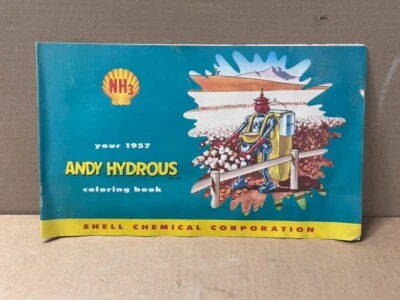 NH3
your 1957
ANDY HYDROUS
coloring book
SHELL CHEMICAL CORPORATION